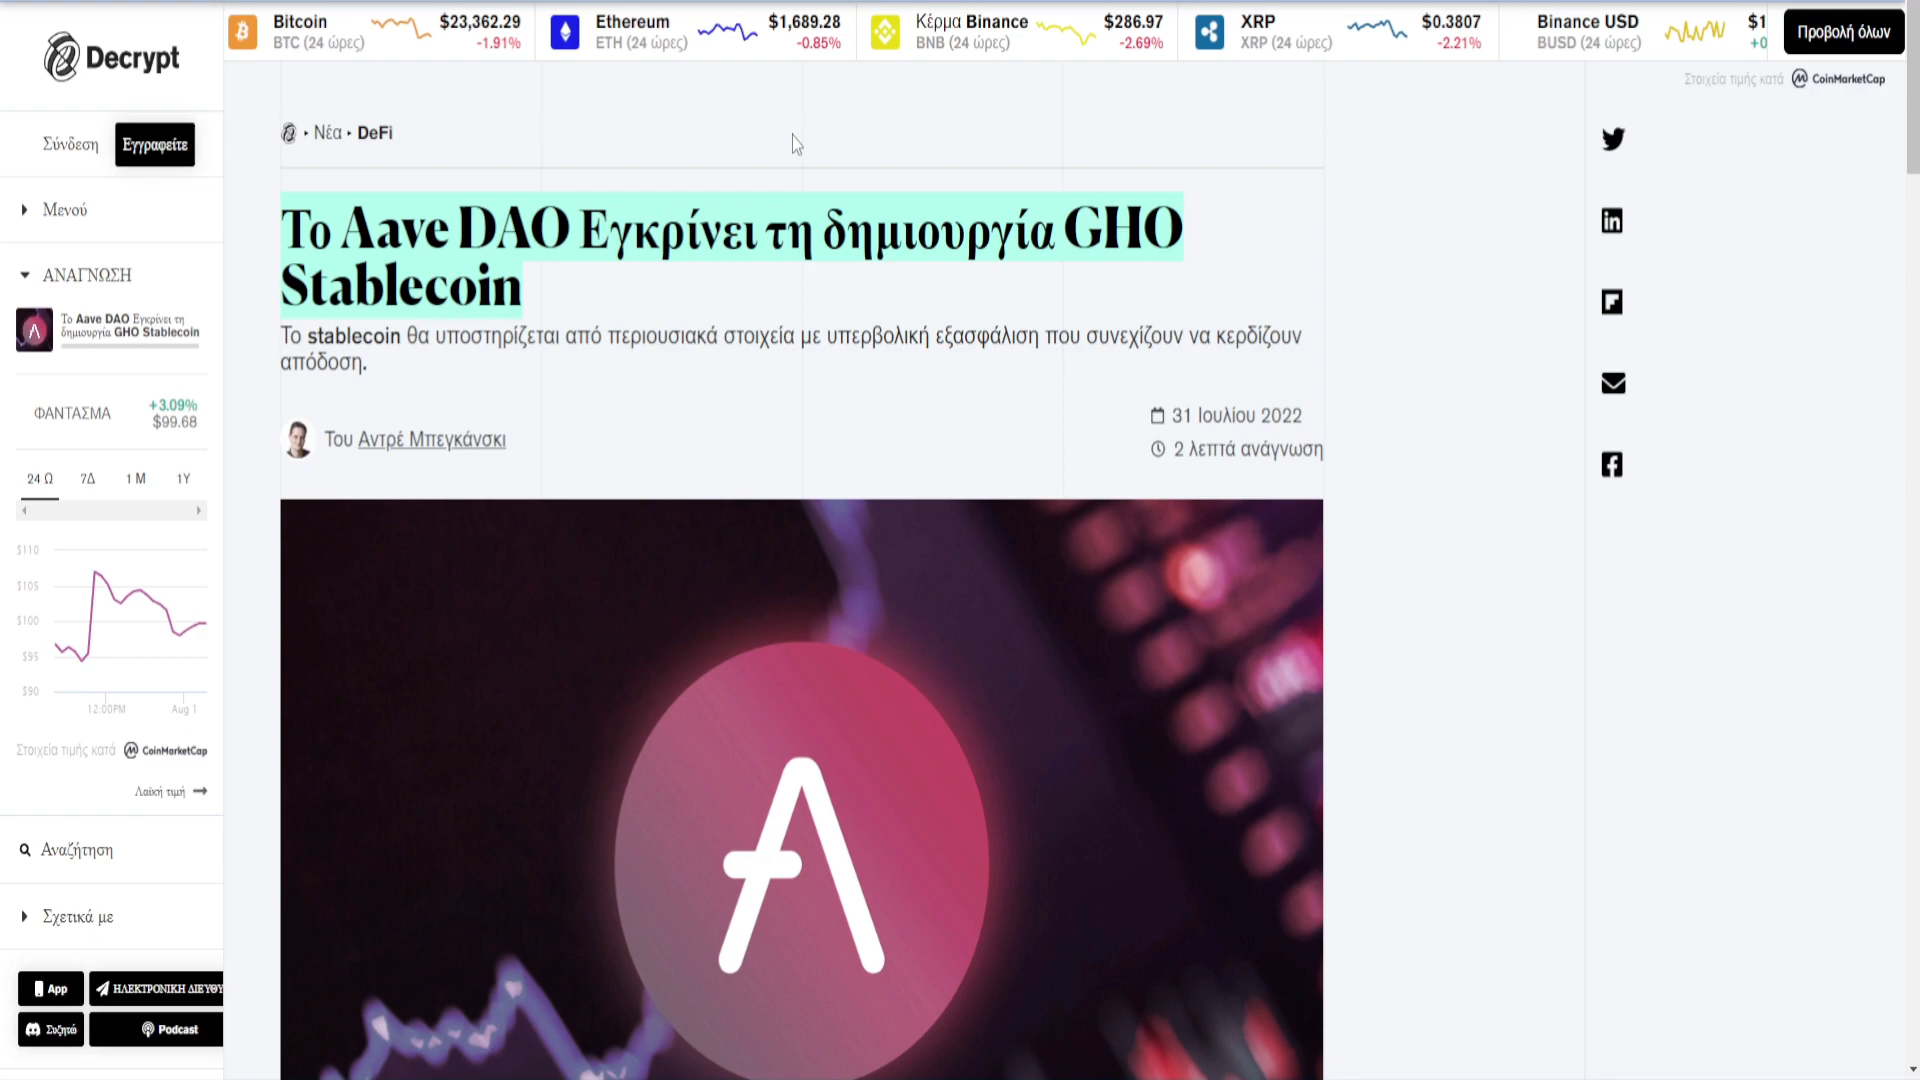 Decrypt
Bitcoin
BTC (24 ώρες)
$23,362.29
-1.91%
Ethereum
ETH (24 ώρες)
$1,689.28
-0.85%
Κέρμα Binance
BNB (24 ώρες)
$286.97
-2.69%
XRP
XRP (24 ώρες)
$0.3807
-2.21%
Binance USD
BUSD (24 ώρες)
$1
+0
Προβολή όλων
Στοιχεία τιμής κατά CoinMarketCap
Σύνδεση
Εγγραφείτε
Μενού
ΑΝΑΓΝΩΣΗ
Το Aave DAO Εγκρίνει τη
δημιουργία GHO Stablecoin
ΦΑΝΤΑΣΜΑ
+3.09%
$99.68
24 Ω 7Δ 1 Μ 1Υ
$110
$105
$100
$95
$90
12:00PM Aug 1
Στοιχεία τιμής κατά CoinMarketCap
Λαϊκή τιμή
Αναζήτηση
Σχετικά με
App
ΗΛΕΚΤΡΟΝΙΚΗ ΔΙΕΥΘΥ
Συζητώ
Podcast
Νέα DeFi
Το Aave DAO Εγκρίνει τη δημιουργία GHO
Stablecoin
Το stablecoin θα υποστηρίζεται από περιουσιακά στοιχεία με υπερβολική εξασφάλιση που συνεχίζουν να κερδίζουν
απόδοση.
Του Αντρέ Μπεγκάνσκι
31 Ιουλίου 2022
2 λεπτά ανάγνωση